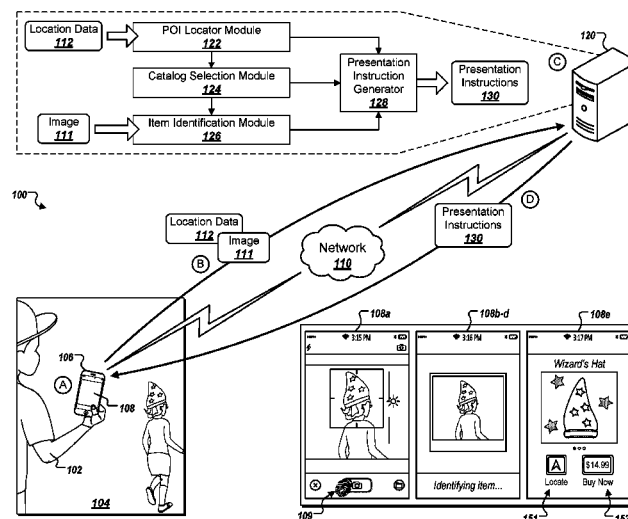 120
Location Data
112
POI Locator Module
122
C
Catalog Selection Module
124
Presentation
Instruction
Generator
128
Presentation
Instructions
130
Image
111
Item Identification Module
126
100
Location Data
112
Image
111
B
Network
110
D
Presentation
Instructions
130
106
A
108
102
104
108a
3:15 PM
109
108b-d
3:16 PM
Identifying item...
108e
3:17 PM
Wizard's Hat
A
$14.99
Locate
Buy Now
151